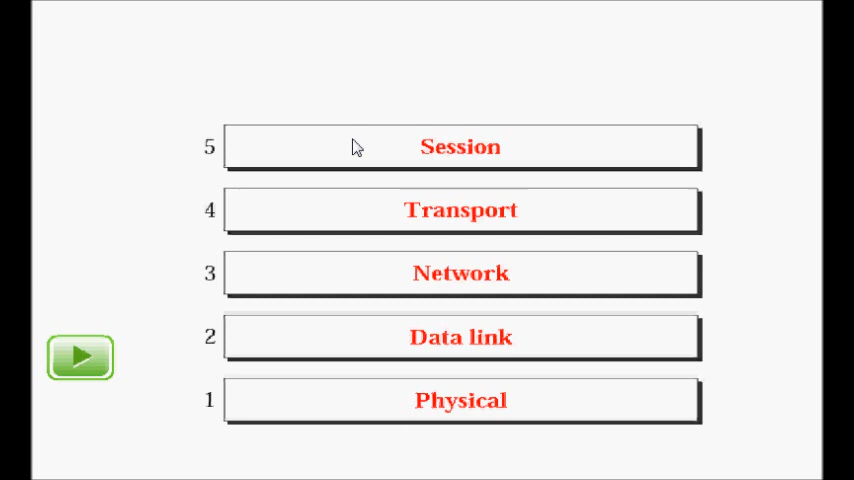 5 Session
4 Transport
3 Network
2 Data link
1 Physical